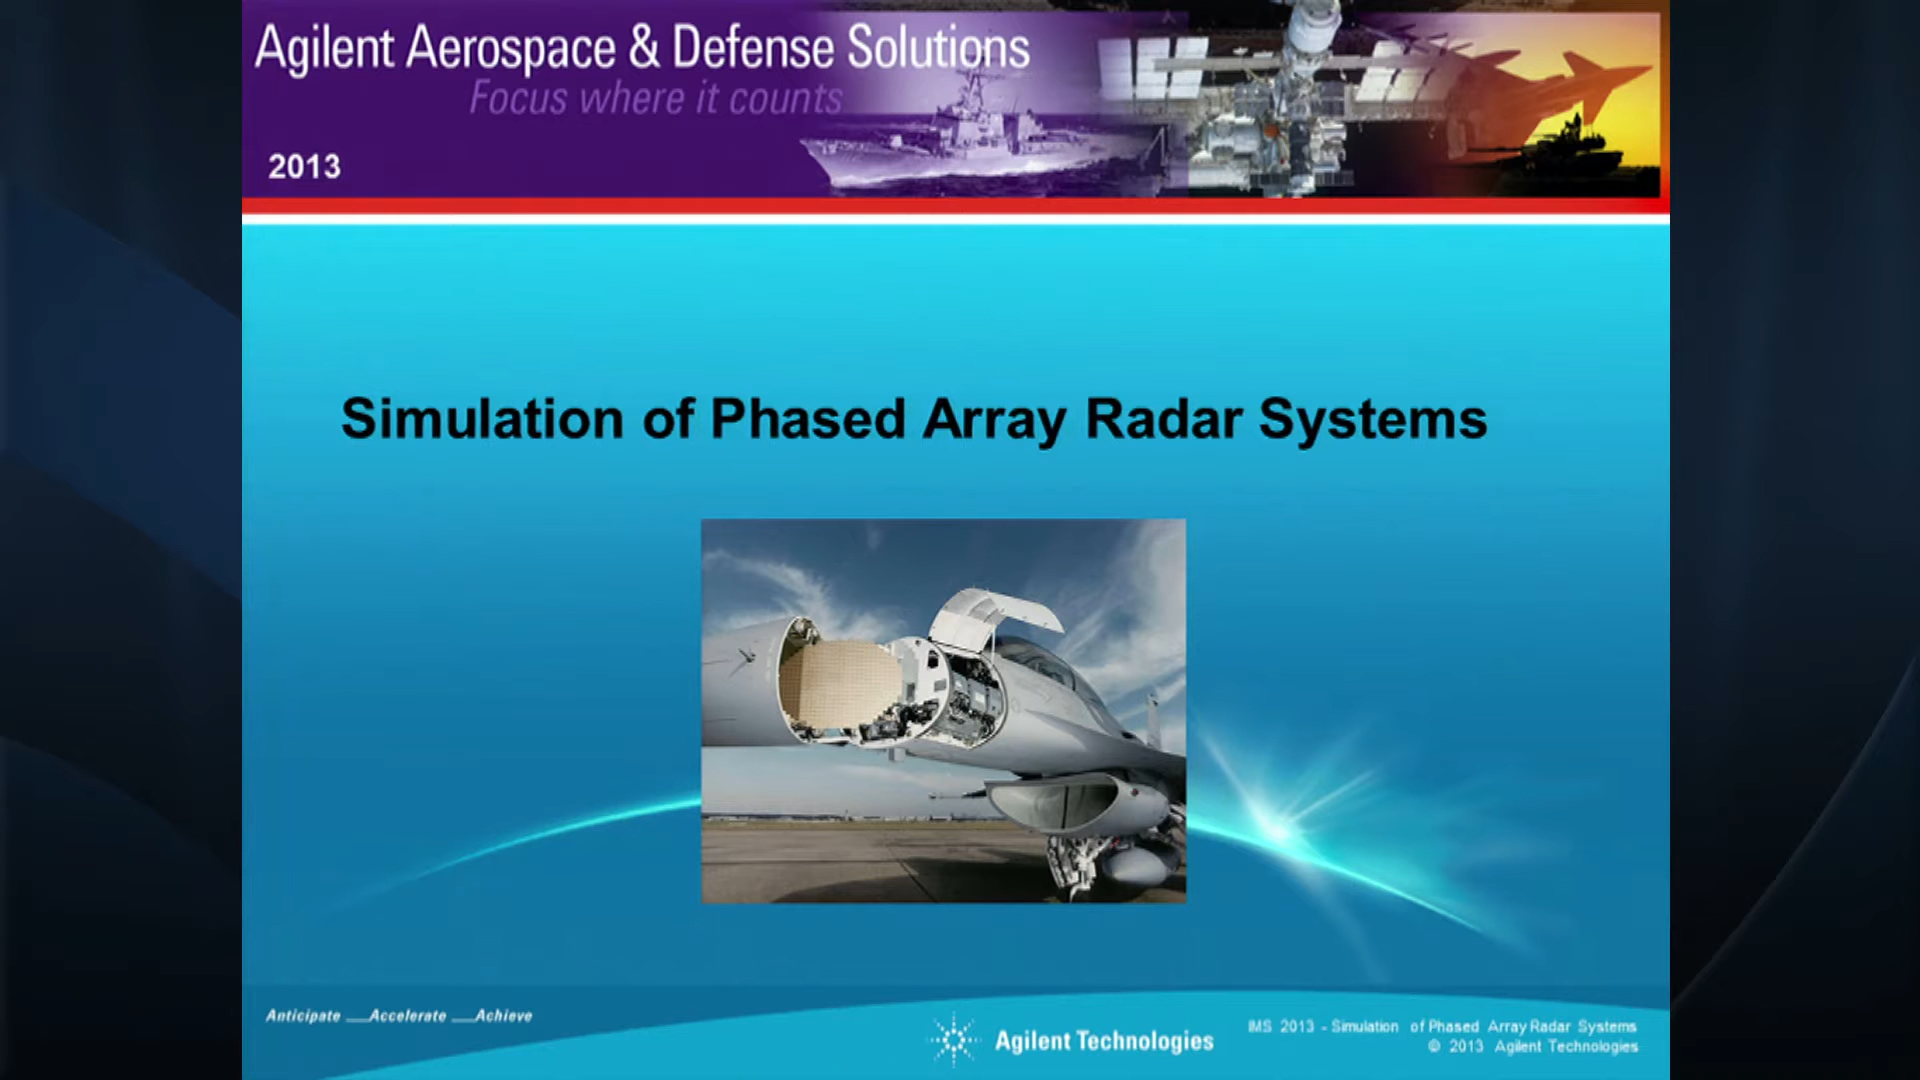 Agilent Aerospace & Defense Solutions
Focus where it counts
2013
Simulation of Phased Array Radar Systems
Anticipate __Accelerate __Achieve
Agilent Technologies
IMS 2013 - Simulation of Phased Array Radar Systems
© 2013 Agilent Technologies